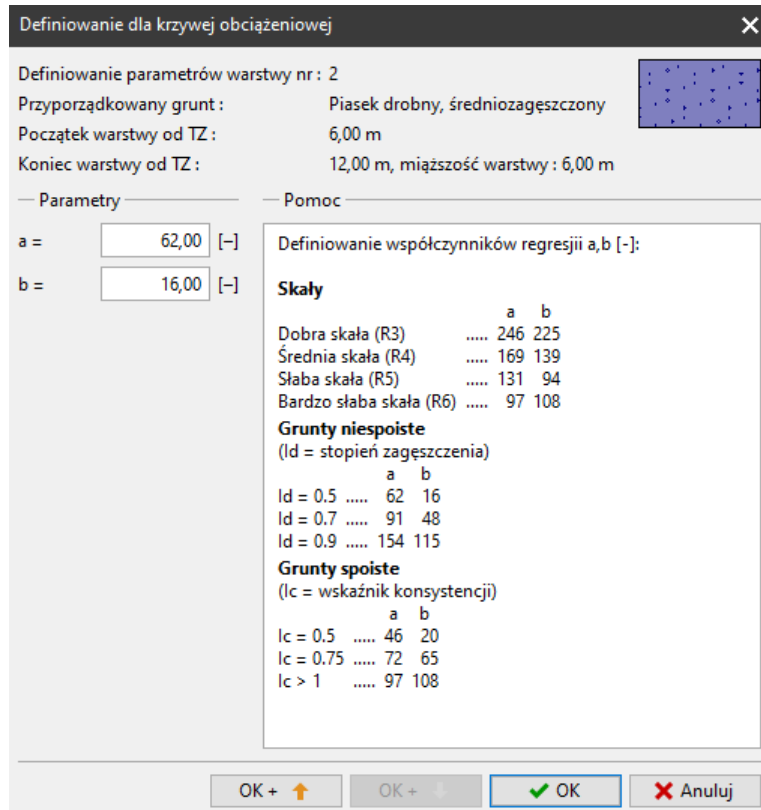 Definiowanie dla krzywej obciążeniowej
Definiowanie parametrów warstwy nr : 2
Przyporządkowany grunt : Piasek drobny, średniozagęszczony
Początek warstwy od TZ : 6,00 m
Koniec warstwy od TZ : 12,00 m, miąższość warstwy : 6,00 m
Parametry
a = 62,00 [–]
b = 16,00 [–]
Pomoc
Definiowanie współczynników regresjii a,b [-]:
Skały
a b
Dobra skała (R3) ..... 246 225
Średnia skała (R4) ..... 169 139
Słaba skała (R5) ..... 131 94
Bardzo słaba skała (R6) ..... 97 108
Grunty niespoiste
(Id = stopień zagęszczenia)
a b
Id = 0.5 ..... 62 16
Id = 0.7 ..... 91 48
Id = 0.9 ..... 154 115
Grunty spoiste
(Ic = wskaźnik konsystencji)
a b
Ic = 0.5 ..... 46 20
Ic = 0.75 ..... 72 65
Ic > 1 ..... 97 108
OK + OK + OK Anuluj